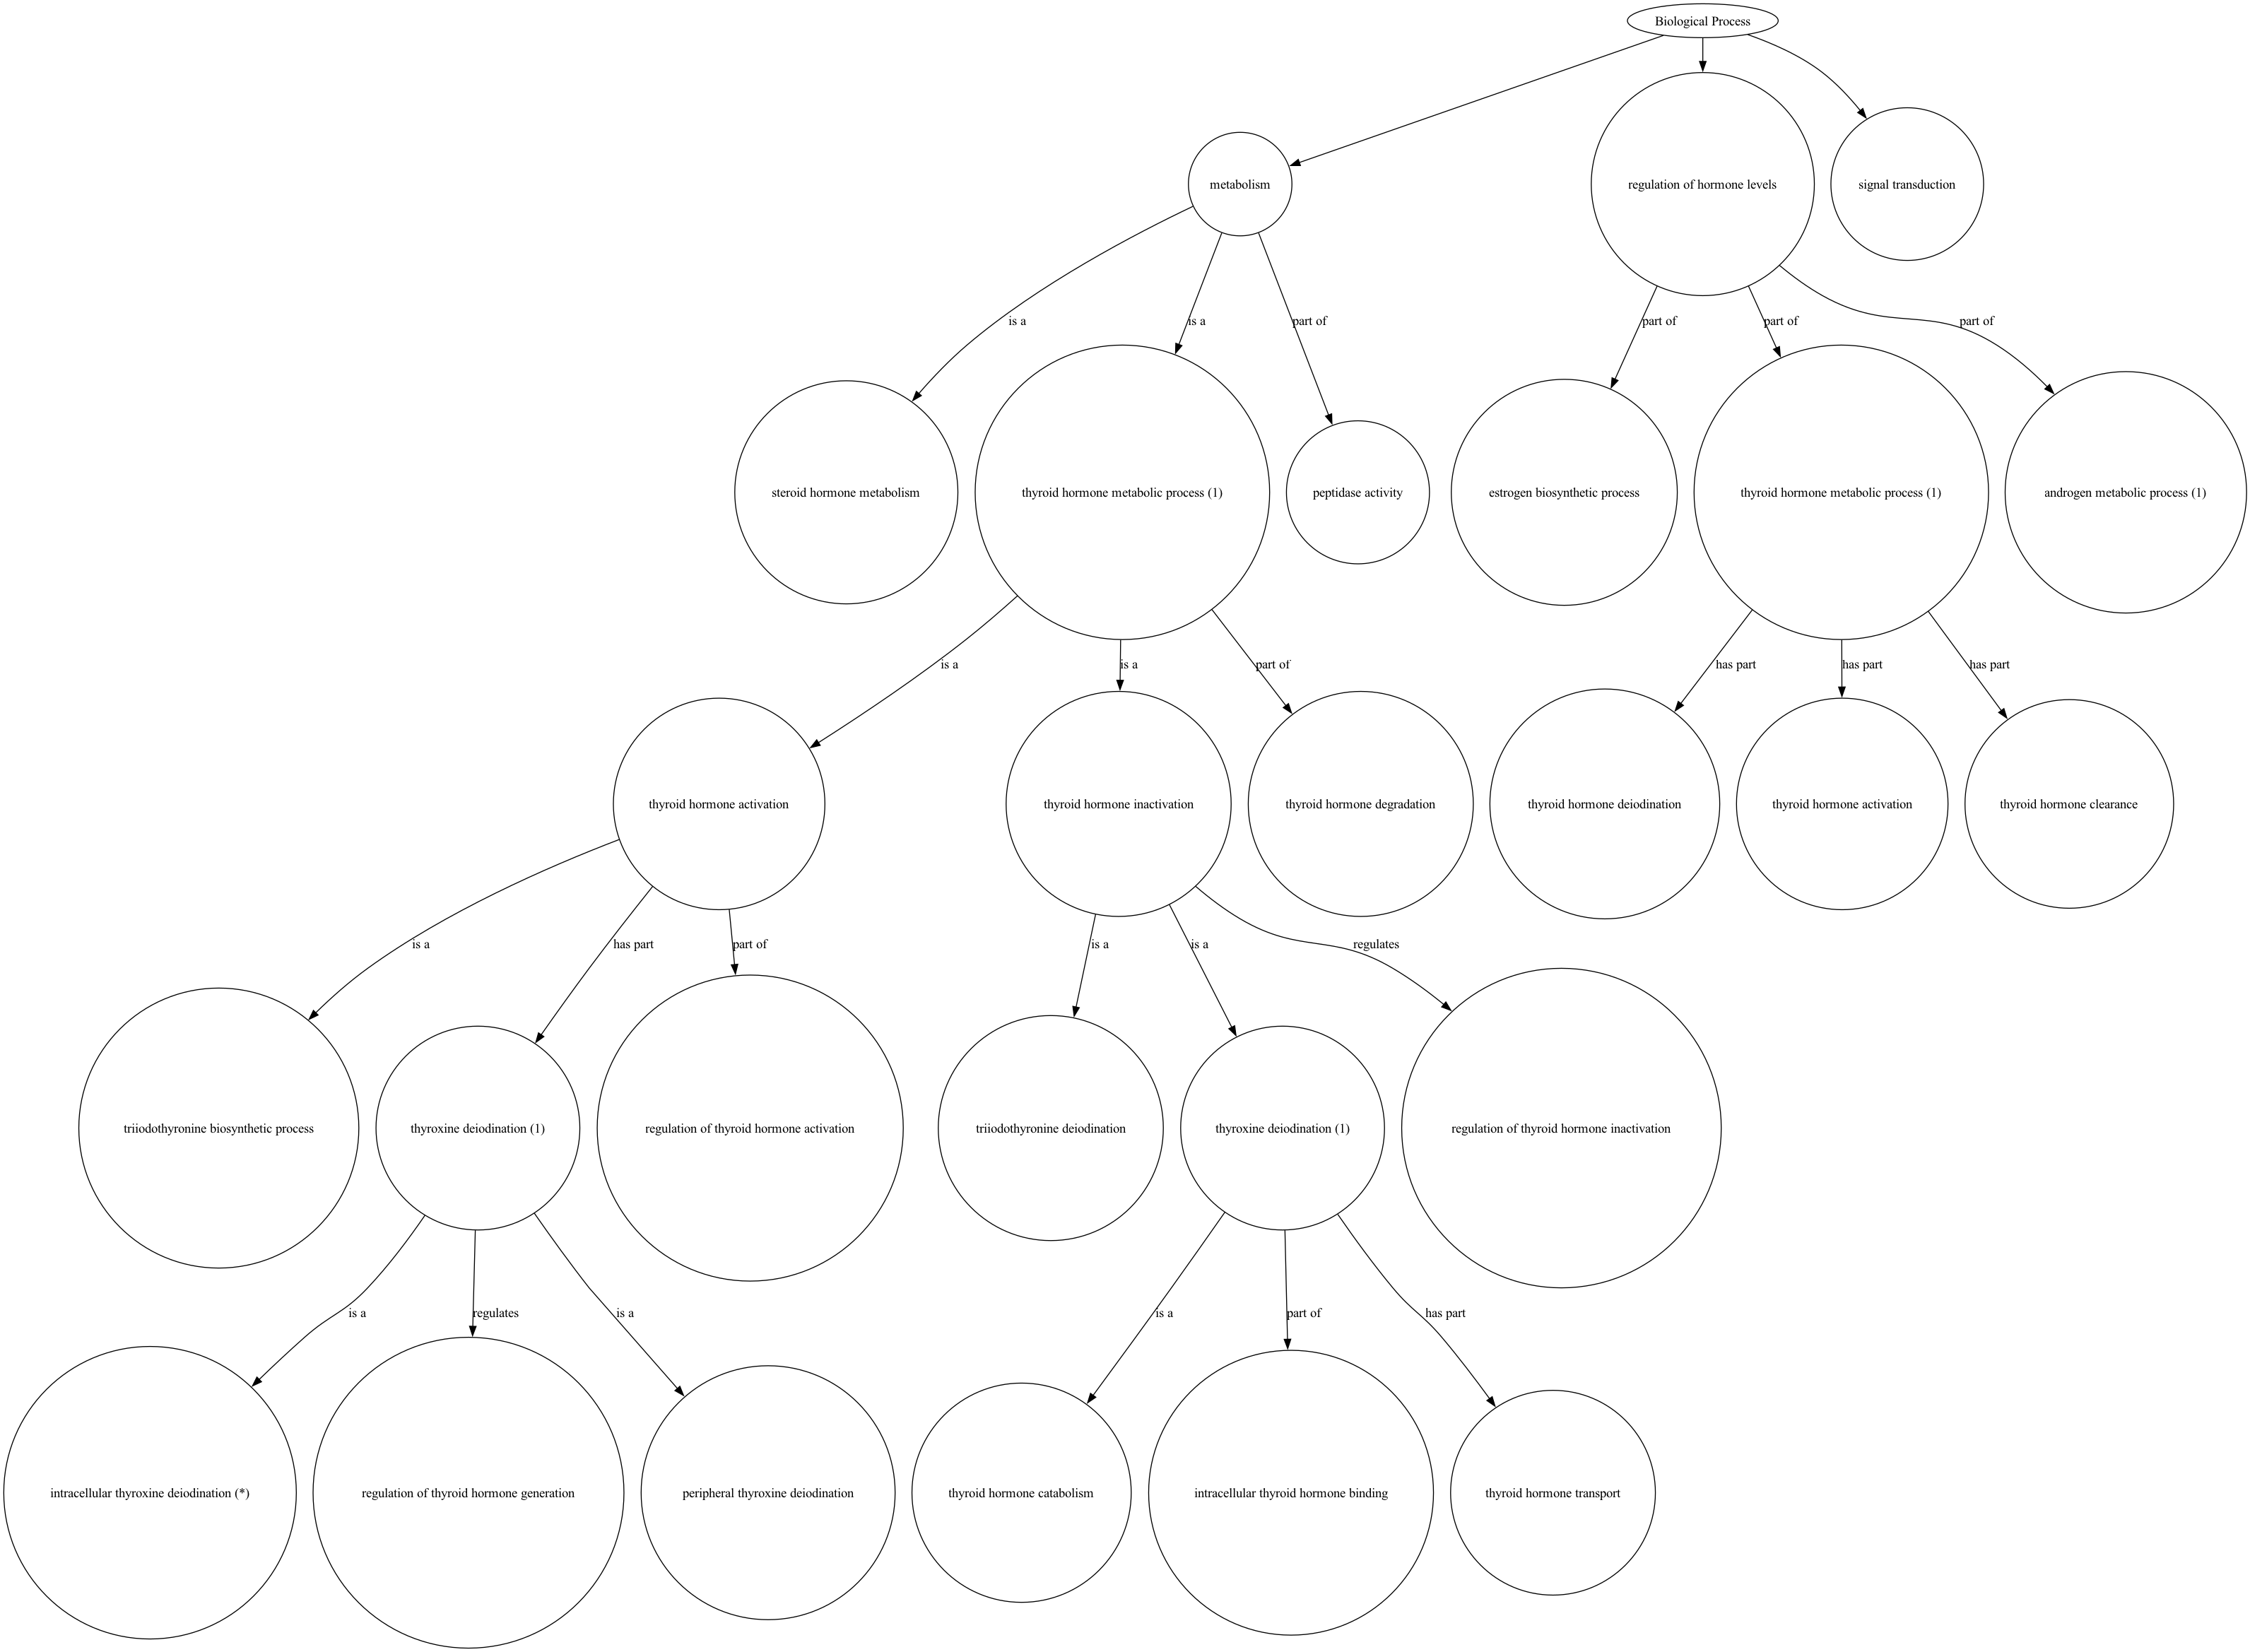 Biological Process
metabolism
regulation of hormone levels
signal transduction
is a
is a
part of
part of
part of
part of
steroid hormone metabolism
thyroid hormone metabolic process (1)
peptidase activity
estrogen biosynthetic process
thyroid hormone metabolic process (1)
androgen metabolic process (1)
is a
is a
part of
has part
has part
has part
thyroid hormone activation
thyroid hormone inactivation
thyroid hormone degradation
thyroid hormone deiodination
thyroid hormone activation
thyroid hormone clearance
is a
has part
part of
is a
is a
regulates
triiodothyronine biosynthetic process
thyroxine deiodination (1)
regulation of thyroid hormone activation
triiodothyronine deiodination
thyroxine deiodination (1)
regulation of thyroid hormone inactivation
is a
regulates
is a
is a
part of
has part
intracellular thyroxine deiodination (*)
regulation of thyroid hormone generation
peripheral thyroxine deiodination
thyroid hormone catabolism
intracellular thyroid hormone binding
thyroid hormone transport